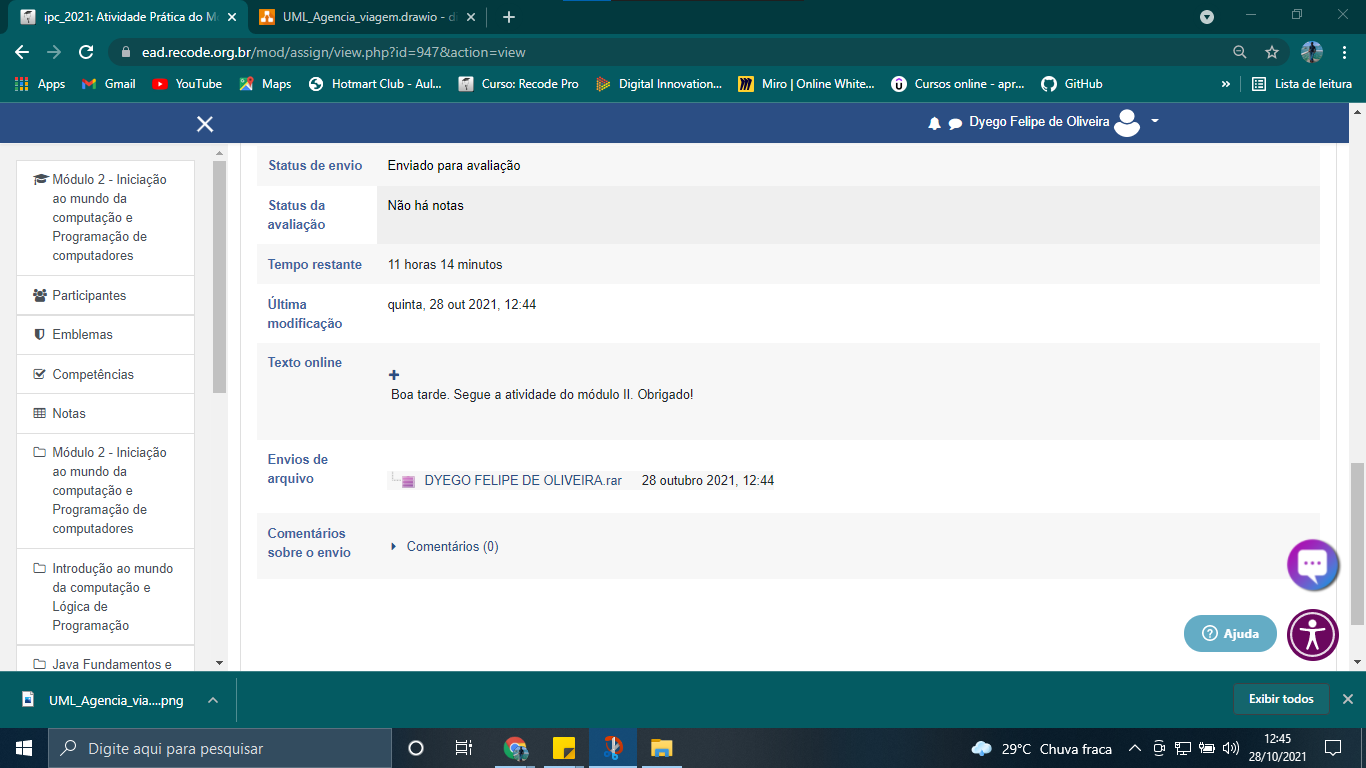 ipc_2021: Atividade Prática do Mó
UML_Agencia_viagem.drawio - di
ead.recode.org.br/mod/assign/view.php?id=947&action=view
Apps
Gmail
YouTube
Maps
Hotmart Club - Aul...
Curso: Recode Pro
Digital Innovation...
Miro | Online White...
Cursos online - apr...
GitHub
»
Lista de leitura
Dyego Felipe de Oliveira
Módulo 2 - Iniciação
ao mundo da
computação e
Programação de
computadores
Participantes
Emblemas
Competências
Notas
Módulo 2 - Iniciação
ao mundo da
computação e
Programação de
computadores
Introdução ao mundo
da computação e
Lógica de
Programação
Java Fundamentos e
Status de envio
Enviado para avaliação
Status da
avaliação
Não há notas
Tempo restante
11 horas 14 minutos
Última
modificação
quinta, 28 out 2021, 12:44
Texto online
Boa tarde. Segue a atividade do módulo II. Obrigado!
Envios de
arquivo
DYEGO FELIPE DE OLIVEIRA.rar
28 outubro 2021, 12:44
Comentários
sobre o envio
Comentários (0)
Ajuda
UML_Agencia_via....png
Exibir todos
Digite aqui para pesquisar
29°C Chuva fraca
12:45
28/10/2021